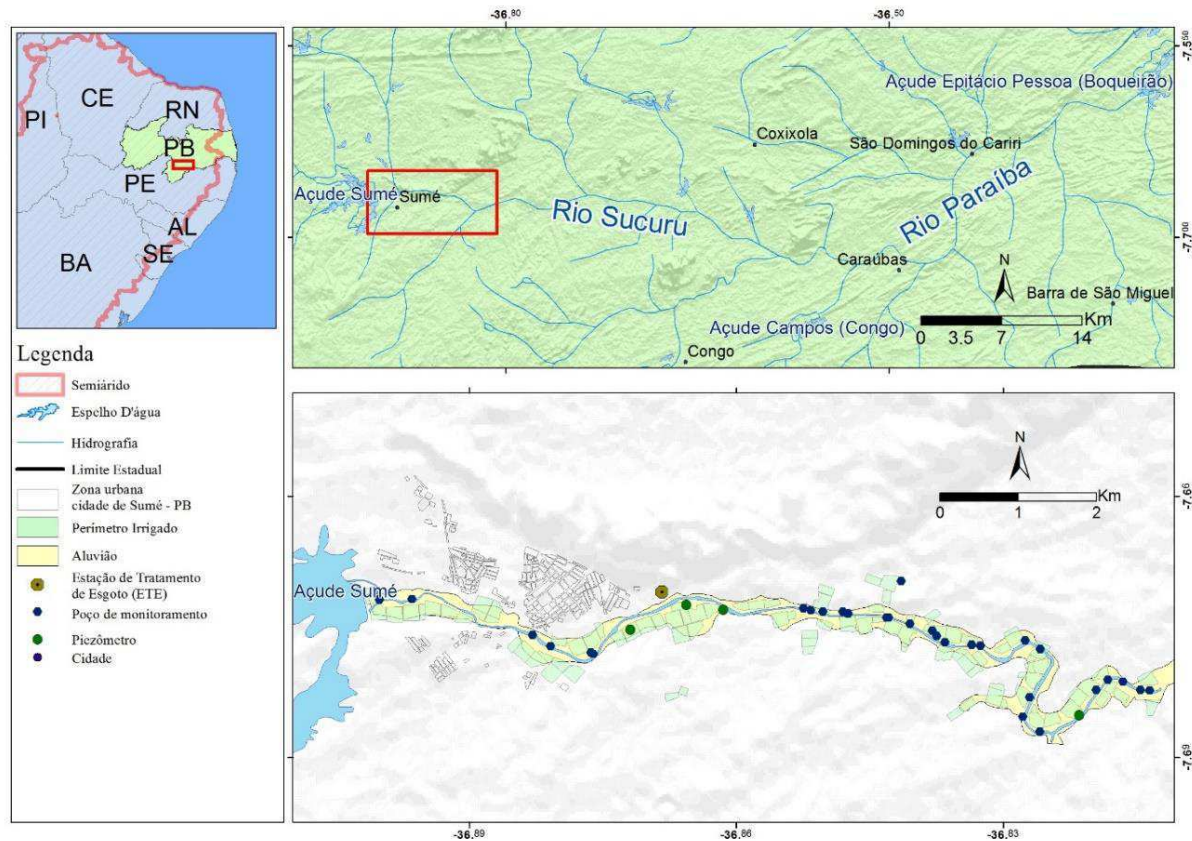 PI
CE
RN
PB
PE
AL
SE
BA
Legenda
Semiárido
Espelho D'água
Hidrografia
Limite Estadual
Zona urbana
cidade de Sumé - PB
Perímetro Irrigado
Aluvião
Estação de Tratamento
de Esgoto (ETE)
Poço de monitoramento
Piezômetro
Cidade
-36.80
-36.50
-7.550
-7.700
Açude Epitácio Pessoa (Boqueirão)
Coxixola
São Domingos do Cariri
Açude Sumé
Sumé
Rio Sucuru
Rio Paraíba
Caraúbas
N
Barra de São Miguel
Açude Campos (Congo)
Km
0 3.5 7 14
Congo
N
Km
0 1 2
-7.66
Açude Sumé
-7.69
-36.89
-36.86
-36.83